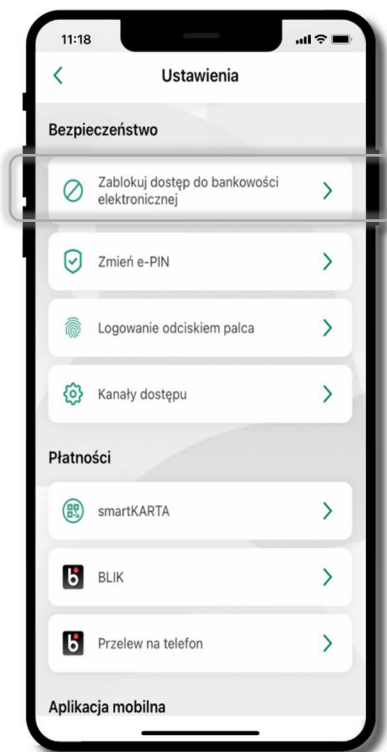 11:18
Ustawienia
Bezpieczeństwo
Zablokuj dostęp do bankowości
elektronicznej
Zmień e-PIN
Logowanie odciskiem palca
Kanały dostępu
Płatności
smartKARTA
BLIK
Przelew na telefon
Aplikacja mobilna